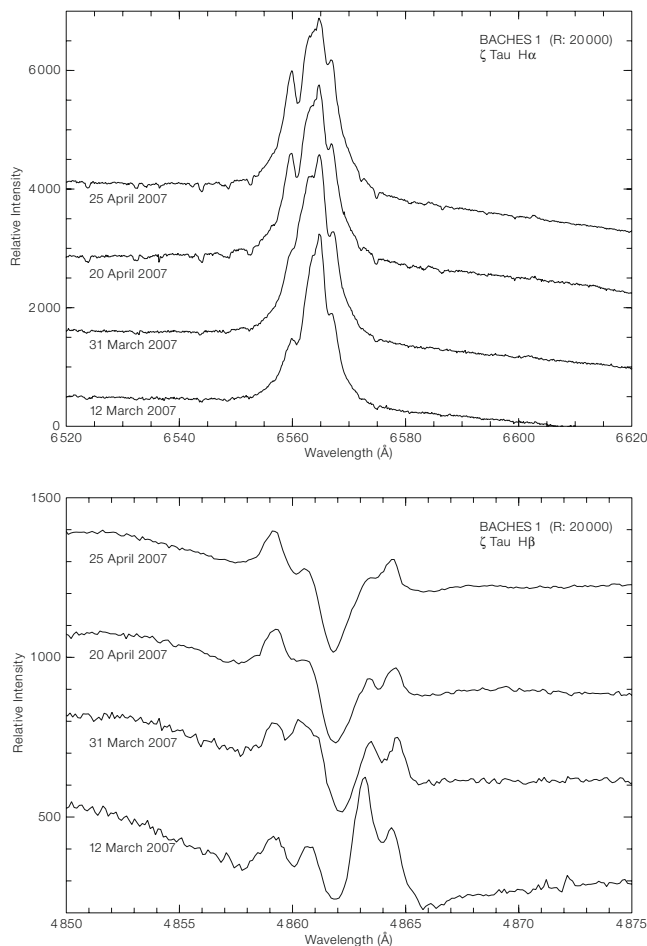 6000
4000
2000
0
Relative Intensity
BACHES 1 (R: 20000)
ζ Tau Hα
25 April 2007
20 April 2007
31 March 2007
12 March 2007
6520 6540 6560 6580 6600 6620
Wavelength (Å)
1500
1000
500
Relative Intensity
BACHES 1 (R: 20000)
ζ Tau Hβ
25 April 2007
20 April 2007
31 March 2007
12 March 2007
4850 4855 4860 4865 4870 4875
Wavelength (Å)